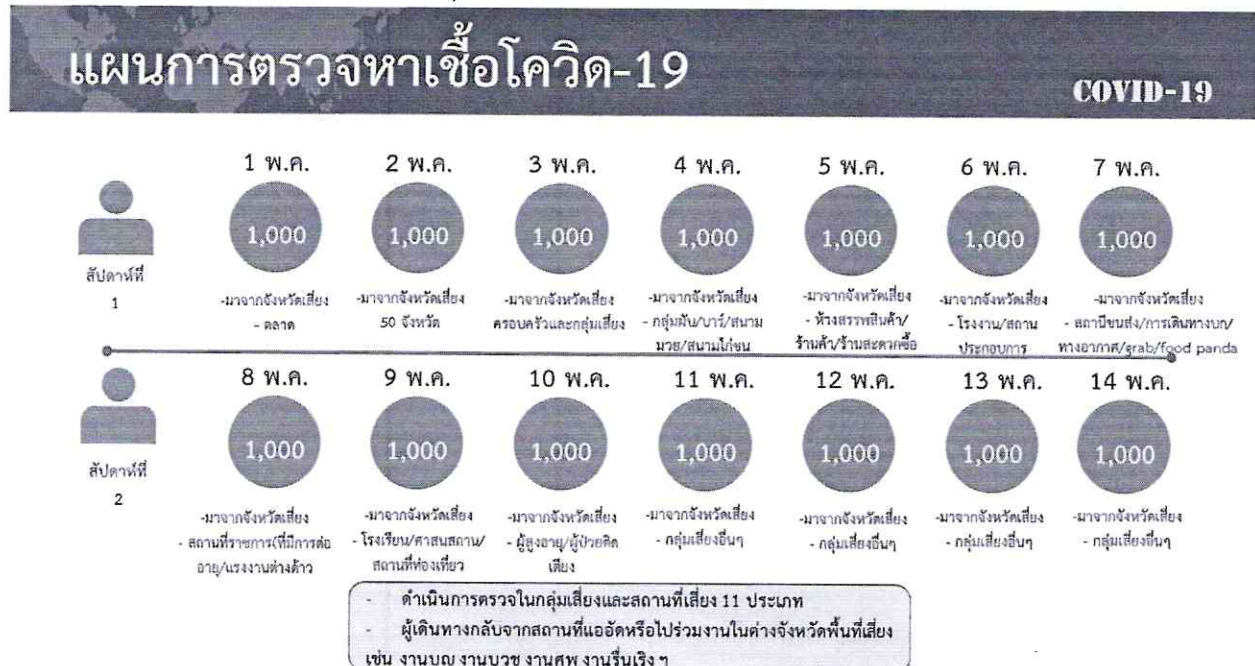 แผนการตรวจหาเชื้อโควิด-19
COVID-19
1 พ.ค. 2 พ.ค. 3 พ.ค. 4 พ.ค. 5 พ.ค. 6 พ.ค. 7 พ.ค.
1,000 1,000 1,000 1,000 1,000 1,000 1,000
สัปดาห์ที่
1
-มาจากจังหวัดเสี่ยง
- ตลาด
-มาจากจังหวัดเสี่ยง
50 จังหวัด
-มาจากจังหวัดเสี่ยง
ครอบครัวและกลุ่มเสี่ยง
-มาจากจังหวัดเสี่ยง
- กลุ่มผับ/บาร์/สนาม
มวย/สนามไก่ชน
-มาจากจังหวัดเสี่ยง
- ห้างสรรพสินค้า/
ร้านค้า/ร้านสะดวกซื้อ
-มาจากจังหวัดเสี่ยง
- โรงงาน/สถาน
ประกอบการ
-มาจากจังหวัดเสี่ยง
- สถานีขนส่ง/การเดินทางบก/
ทางอากาศ/grab/food panda
8 พ.ค. 9 พ.ค. 10 พ.ค. 11 พ.ค. 12 พ.ค. 13 พ.ค. 14 พ.ค.
1,000 1,000 1,000 1,000 1,000 1,000 1,000
สัปดาห์ที่
2
-มาจากจังหวัดเสี่ยง
- สถานที่ราชการ(ที่มีการต่อ
อายุ/แรงงานต่างด้าว
-มาจากจังหวัดเสี่ยง
- โรงเรียน/ศาสนสถาน/
สถานที่ท่องเที่ยว
-มาจากจังหวัดเสี่ยง
- ผู้สูงอายุ/ผู้ป่วยติด
เตียง
-มาจากจังหวัดเสี่ยง
- กลุ่มเสี่ยงอื่นๆ
-มาจากจังหวัดเสี่ยง
- กลุ่มเสี่ยงอื่นๆ
-มาจากจังหวัดเสี่ยง
- กลุ่มเสี่ยงอื่นๆ
-มาจากจังหวัดเสี่ยง
- กลุ่มเสี่ยงอื่นๆ
- ดำเนินการตรวจในกลุ่มเสี่ยงและสถานที่เสี่ยง 11 ประเภท
- ผู้เดินทางกลับจากสถานที่แออัดหรือไปร่วมงานในต่างจังหวัดพื้นที่เสี่ยง
เช่น งานบุญ งานบวช งานศพ งานรื่นเริง ฯ